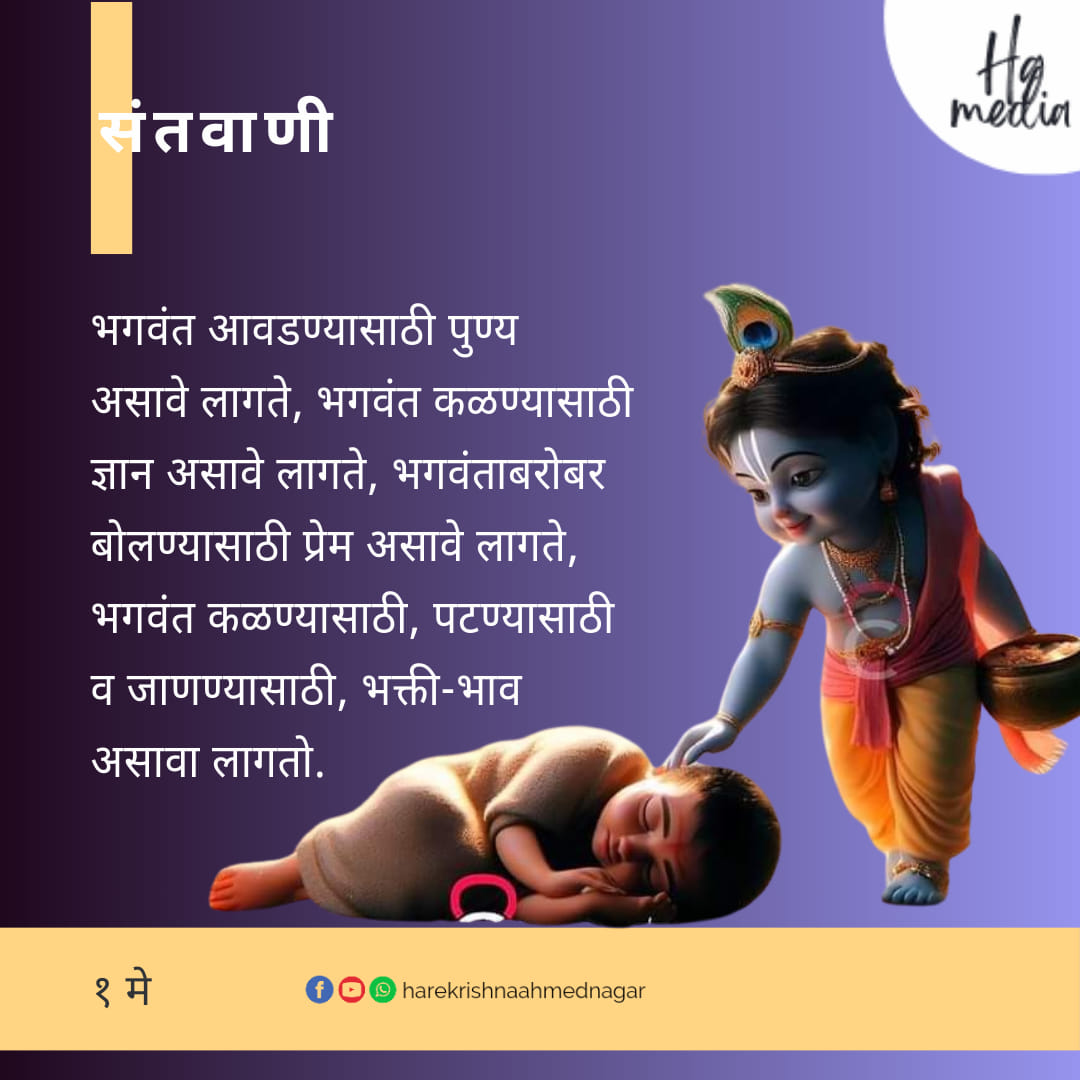 Hg
media
संतवाणी
भगवंत आवडण्यासाठी पुण्य
असावे लागते, भगवंत कळण्यासाठी
ज्ञान असावे लागते, भगवंताबरोबर
बोलण्यासाठी प्रेम असावे लागते,
भगवंत कळण्यासाठी, पटण्यासाठी
व जाणण्यासाठी, भक्ती-भाव
असावा लागतो.
१ मे
harekrishnaahmednagar